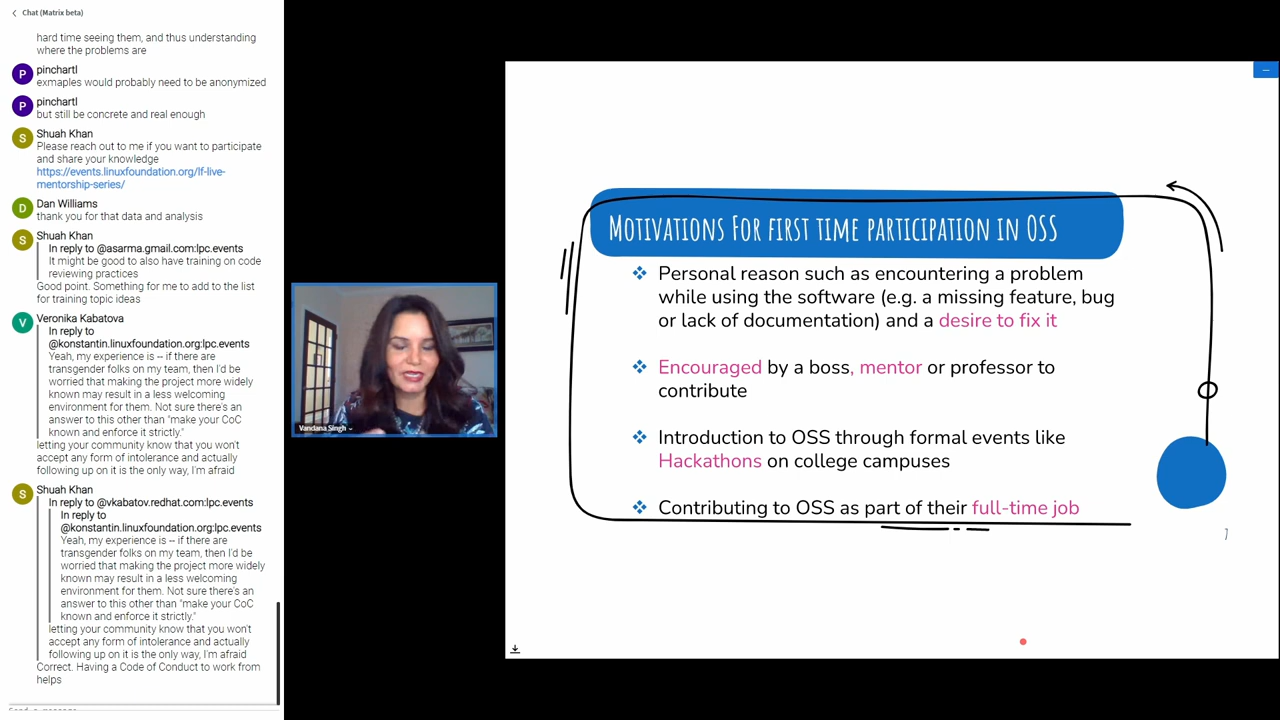 Chat (Matrix beta)
hard time seeing them, and thus understanding
where the problems are
P
pinchartl
exmaples would probably need to be anonymized
P
pinchartl
but still be concrete and real enough
S
Shuah Khan
Please reach out to me if you want to participate
and share your knowledge
https://events.linuxfoundation.org/lf-live-
mentorship-series/
D
Dan Williams
thank you for that data and analysis
S
Shuah Khan
In reply to @asarma.gmail.com:lpc.events
It might be good to also have training on code
reviewing practices
Good point. Something for me to add to the list
for training topic ideas
V
Veronika Kabatova
In reply to
@konstantin.linuxfoundation.org:lpc.events
Yeah, my experience is -- if there are
transgender folks on my team, then I'd be
worried that making the project more widely
known may result in a less welcoming
environment for them. Not sure there's an
answer to this other than "make your CoC
known and enforce it strictly."
letting your community know that you won't
accept any form of intolerance and actually
following up on it is the only way, I'm afraid
S
Shuah Khan
In reply to @vkabatov.redhat.com:lpc.events
In reply to
@konstantin.linuxfoundation.org:lpc.events
Yeah, my experience is -- if there are
transgender folks on my team, then I'd be
worried that making the project more widely
known may result in a less welcoming
environment for them. Not sure there's an
answer to this other than "make your CoC
known and enforce it strictly."
letting your community know that you won't
accept any form of intolerance and actually
following up on it is the only way, I'm afraid
Correct. Having a Code of Conduct to work from
helps
Vandana Singh
Motivations For first time participation in OSS
Personal reason such as encountering a problem
while using the software (e.g. a missing feature, bug
or lack of documentation) and a desire to fix it
Encouraged by a boss, mentor or professor to
contribute
Introduction to OSS through formal events like
Hackathons on college campuses
Contributing to OSS as part of their full-time job